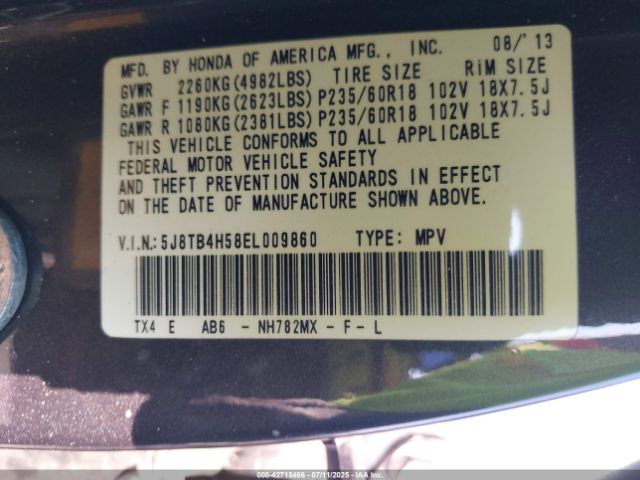 MFD. BY HONDA OF AMERICA MFG., INC. 08/'13
GVWR 2260KG(4982LBS) TIRE SIZE RIM SIZE
GAWR F 1190KG(2623LBS) P235/60R18 102V 18X7.5J
GAWR R 1080KG(2381LBS) P235/60R18 102V 18X7.5J
THIS VEHICLE CONFORMS TO ALL APPLICABLE
FEDERAL MOTOR VEHICLE SAFETY
AND THEFT PREVENTION STANDARDS IN EFFECT
ON THE DATE OF MANUFACTURE SHOWN ABOVE.
V.I.N.: 5J8TB4H58EL009860 TYPE: MPV
TX4 E AB6 - NH782MX - F - L
000-42715466 - 07/11/2025 - IAAI.COM